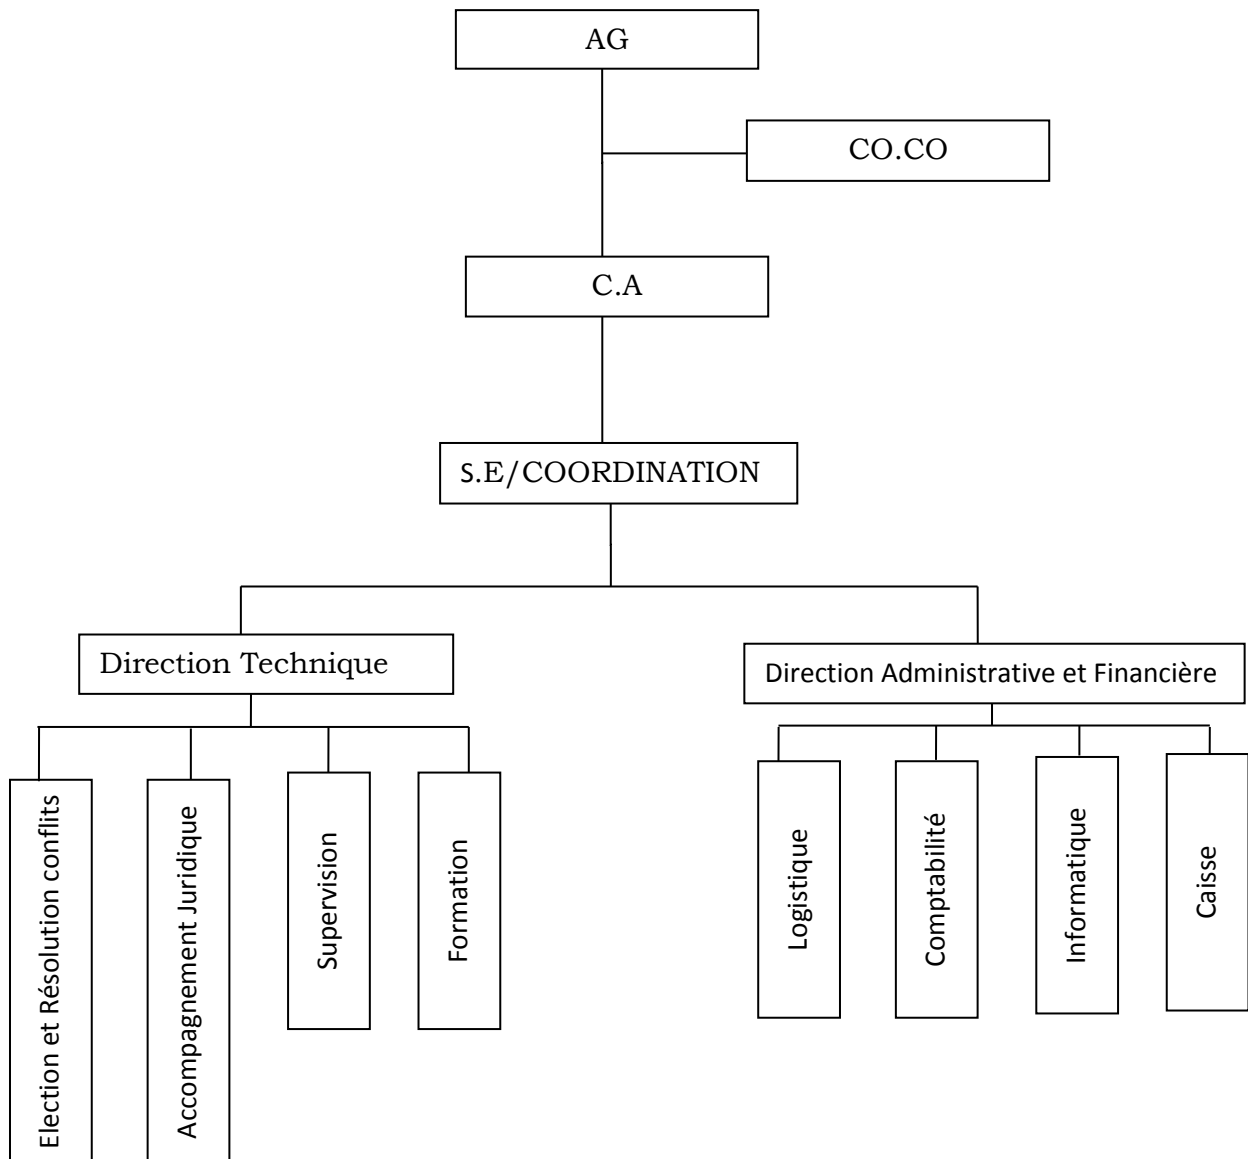 AG
CO.CO
C.A
S.E/COORDINATION
Direction Technique
Direction Administrative et Financière
Election et Résolution conflits
Accompagnement Juridique
Supervision
Formation
Logistique
Comptabilité
Informatique
Caisse